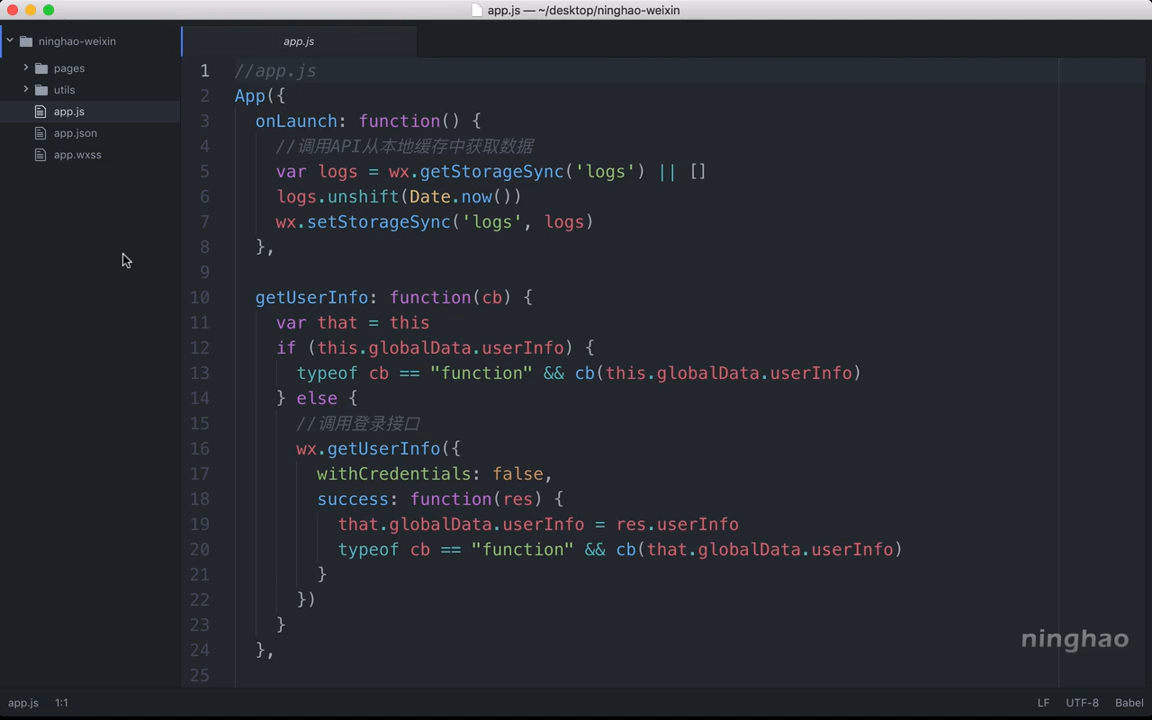 app.js — ~/desktop/ninghao-weixin
ninghao-weixin
pages
utils
app.js
app.json
app.wxss
app.js
1 //app.js
2 App({
3 onLaunch: function() {
4 //调用API从本地缓存中获取数据
5 var logs = wx.getStorageSync('logs') || []
6 logs.unshift(Date.now())
7 wx.setStorageSync('logs', logs)
8 },
9
10 getUserInfo: function(cb) {
11 var that = this
12 if (this.globalData.userInfo) {
13 typeof cb == "function" && cb(this.globalData.userInfo)
14 } else {
15 //调用登录接口
16 wx.getUserInfo({
17 withCredentials: false,
18 success: function(res) {
19 that.globalData.userInfo = res.userInfo
20 typeof cb == "function" && cb(that.globalData.userInfo)
21 }
22 })
23 }
24 },
25
ninghao
app.js 1:1 LF UTF-8 Babel